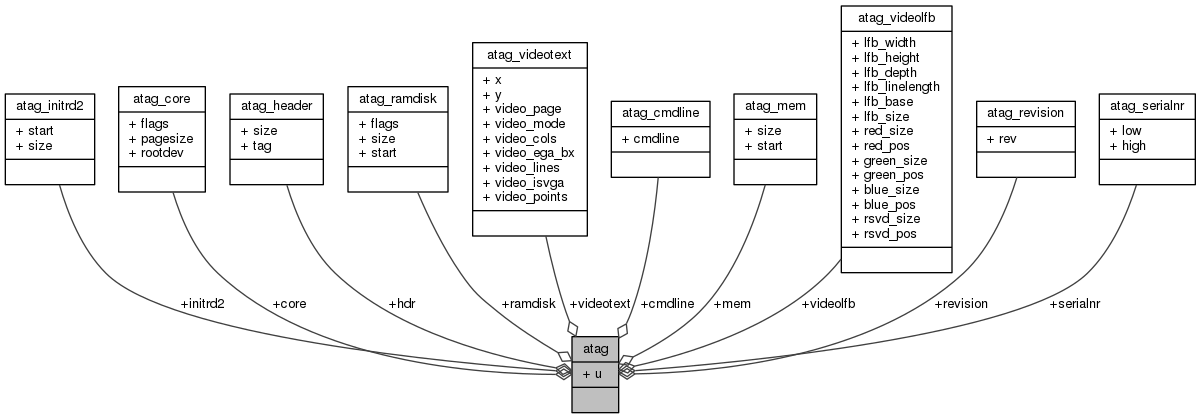 atag_initrd2
+ start
+ size
atag_core
+ flags
+ pagesize
+ rootdev
atag_header
+ size
+ tag
atag_ramdisk
+ flags
+ size
+ start
atag_videotext
+ x
+ y
+ video_page
+ video_mode
+ video_cols
+ video_ega_bx
+ video_lines
+ video_isvga
+ video_points
atag_cmdline
+ cmdline
atag_mem
+ size
+ start
atag_videolfb
+ lfb_width
+ lfb_height
+ lfb_depth
+ lfb_linelength
+ lfb_base
+ lfb_size
+ red_size
+ red_pos
+ green_size
+ green_pos
+ blue_size
+ blue_pos
+ rsvd_size
+ rsvd_pos
atag_revision
+ rev
atag_serialnr
+ low
+ high
+initrd2
+core
+hdr
+ramdisk
+videotext
+cmdline
+mem
+videolfb
+revision
+serialnr
atag
+ u